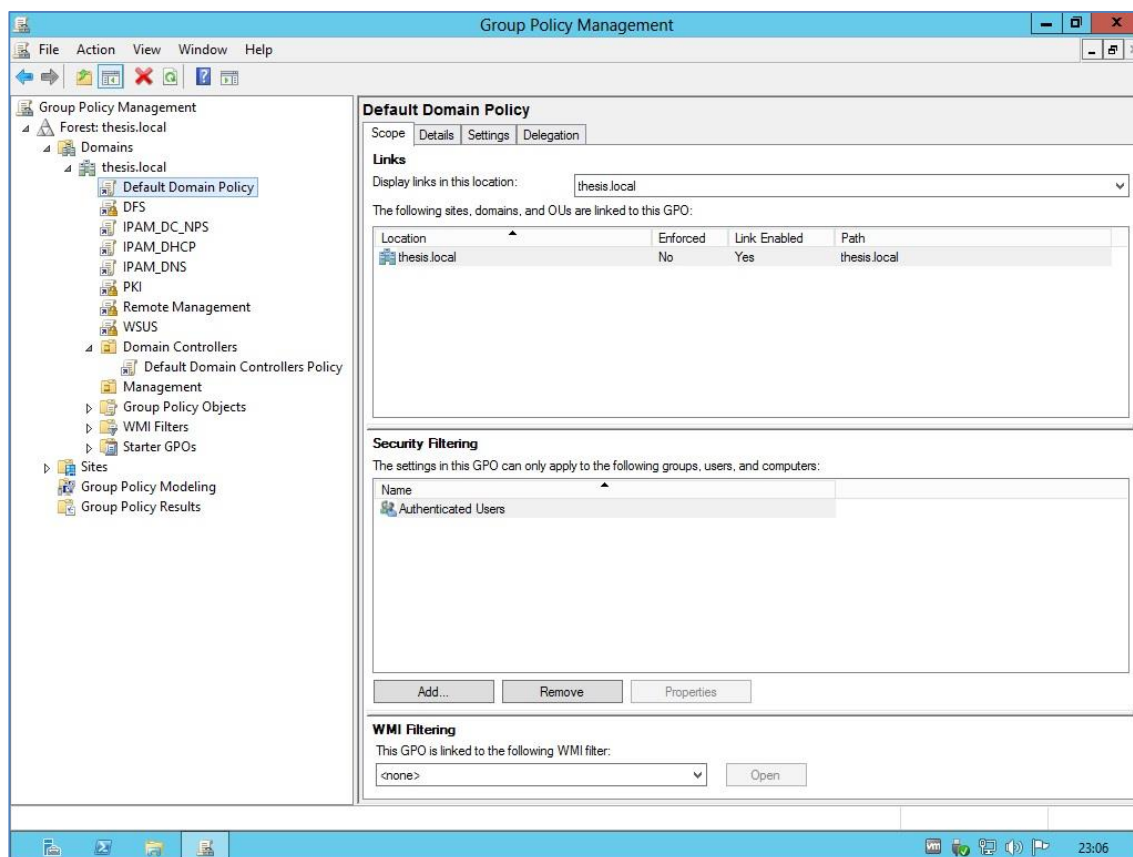 Group Policy Management
File Action View Window Help
Group Policy Management
Forest: thesis.local
Domains
thesis.local
Default Domain Policy
DFS
IPAM_DC_NPS
IPAM_DHCP
IPAM_DNS
PKI
Remote Management
WSUS
Domain Controllers
Default Domain Controllers Policy
Management
Group Policy Objects
WMI Filters
Starter GPOs
Sites
Group Policy Modeling
Group Policy Results
Default Domain Policy
Scope Details Settings Delegation
Links
Display links in this location: thesis.local
The following sites, domains, and OUs are linked to this GPO:
Location Enforced Link Enabled Path
thesis.local No Yes thesis.local
Security Filtering
The settings in this GPO can only apply to the following groups, users, and computers:
Name
Authenticated Users
Add... Remove Properties
WMI Filtering
This GPO is linked to the following WMI filter:
<none> Open
23:06